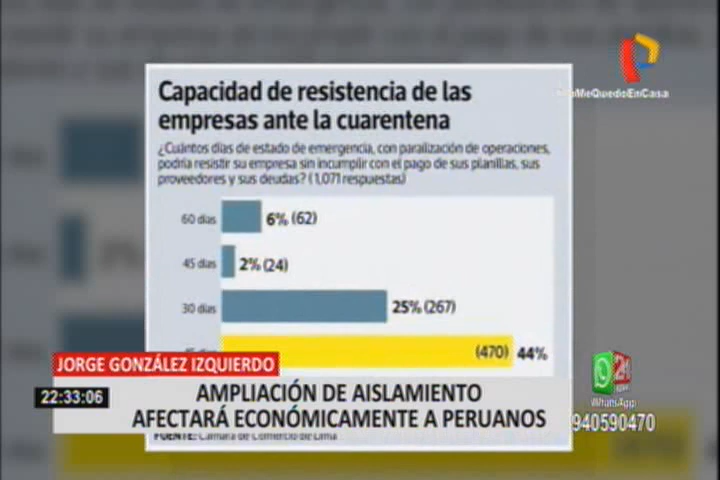 #YoMeQuedoEnCasa
Capacidad de resistencia de las
empresas ante la cuarentena
¿Cuántos días de estado de emergencia, con paralización de operaciones,
podría resistir su empresa sin incumplir con el pago de sus planillas, sus
proveedores y sus deudas? (1,071 respuestas)
60 días 6% (62)
45 días 2% (24)
30 días 25% (267)
(470) 44%
JORGE GONZÁLEZ IZQUIERDO
22:33:06
AMPLIACIÓN DE AISLAMIENTO
AFECTARÁ ECONÓMICAMENTE A PERUANOS
FUENTE: Cámara de Comercio de Lima
24
WhatsApp
940590470